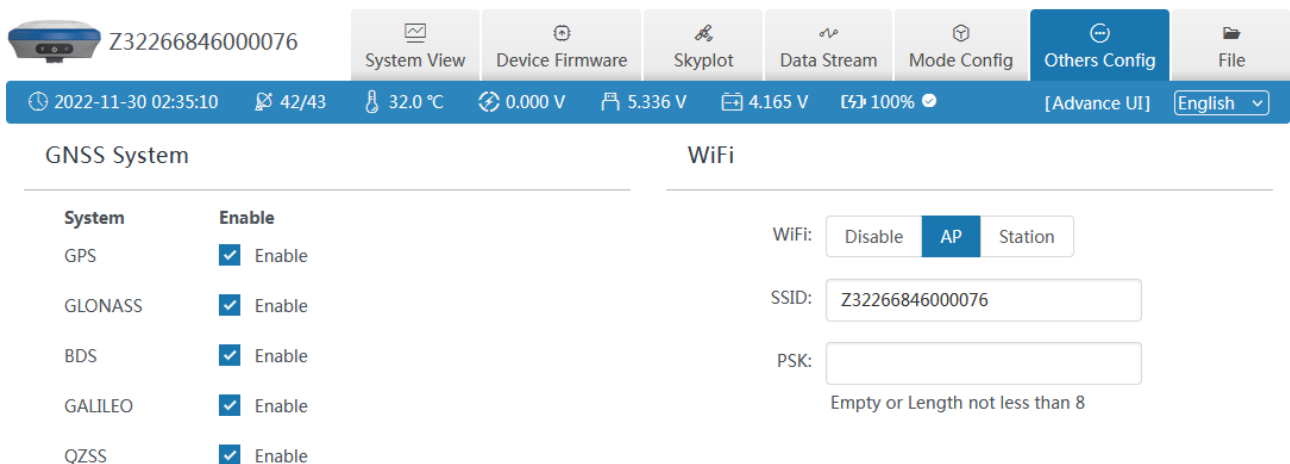 Z32266846000076
System View
Device Firmware
Skyplot
Data Stream
Mode Config
Others Config
File
2022-11-30 02:35:10 42/43 32.0 ℃ 0.000 V 5.336 V 4.165 V 100% [Advance UI] English
GNSS System
System Enable
GPS Enable
GLONASS Enable
BDS Enable
GALILEO Enable
QZSS Enable
WiFi
WiFi: Disable AP Station
SSID: Z32266846000076
PSK:
Empty or Length not less than 8